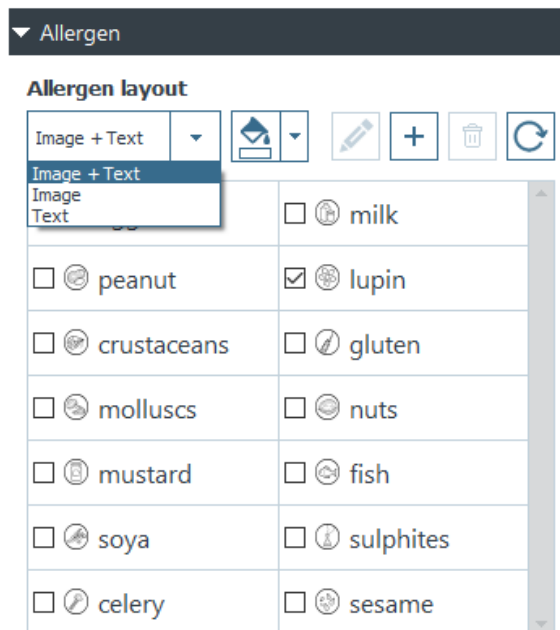 Allergen
Allergen layout
Image + Text
Image + Text
Image
Text
milk
peanut
lupin
crustaceans
gluten
molluscs
nuts
mustard
fish
soya
sulphites
celery
sesame